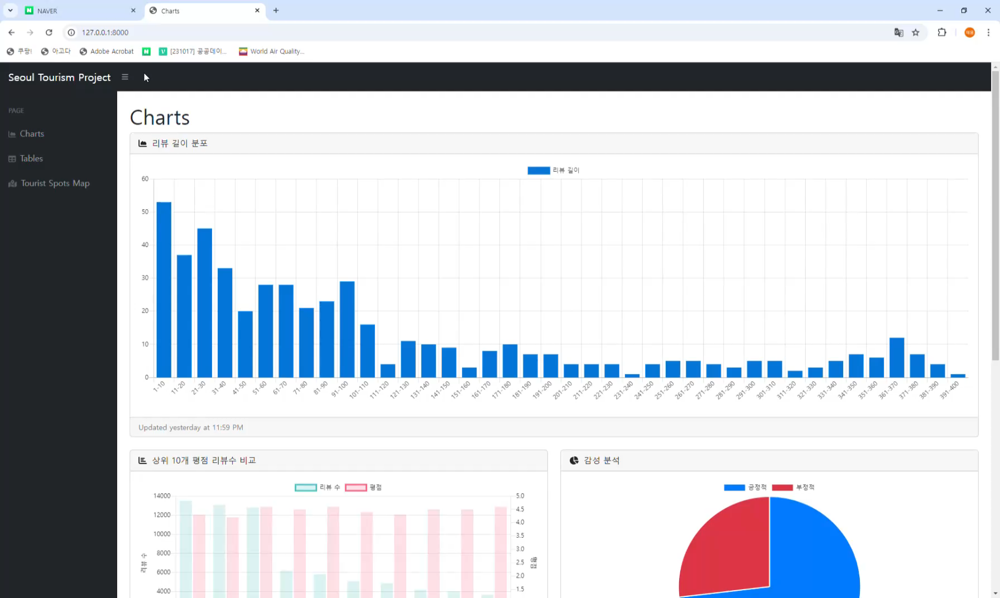 NAVER
Charts
127.0.0.1:8000
쿠팡!
아고다
Adobe Acrobat
[231017] 공공데이...
World Air Quality...
Seoul Tourism Project
PAGE
Charts
Tables
Tourist Spots Map
Charts
리뷰 길이 분포
리뷰 길이
60
50
40
30
20
10
0
1-10 11-20 21-30 31-40 41-50 51-60 61-70 71-80 81-90 91-100 101-110 111-120 121-130 131-140 141-150 151-160 161-170 171-180 181-190 191-200 201-210 211-220 221-230 231-240 241-250 251-260 261-270 271-280 281-290 291-300 301-310 311-320 321-330 331-340 341-350 351-360 361-370 371-380 381-390 391-400
Updated yesterday at 11:59 PM
상위 10개 평점 리뷰수 비교
리뷰 수 평점
14000
12000
10000
8000
6000
4000
리뷰 수
5.0
4.5
4.0
3.5
3.0
2.5
2.0
1.5
평점
감성 분석
긍정적 부정적